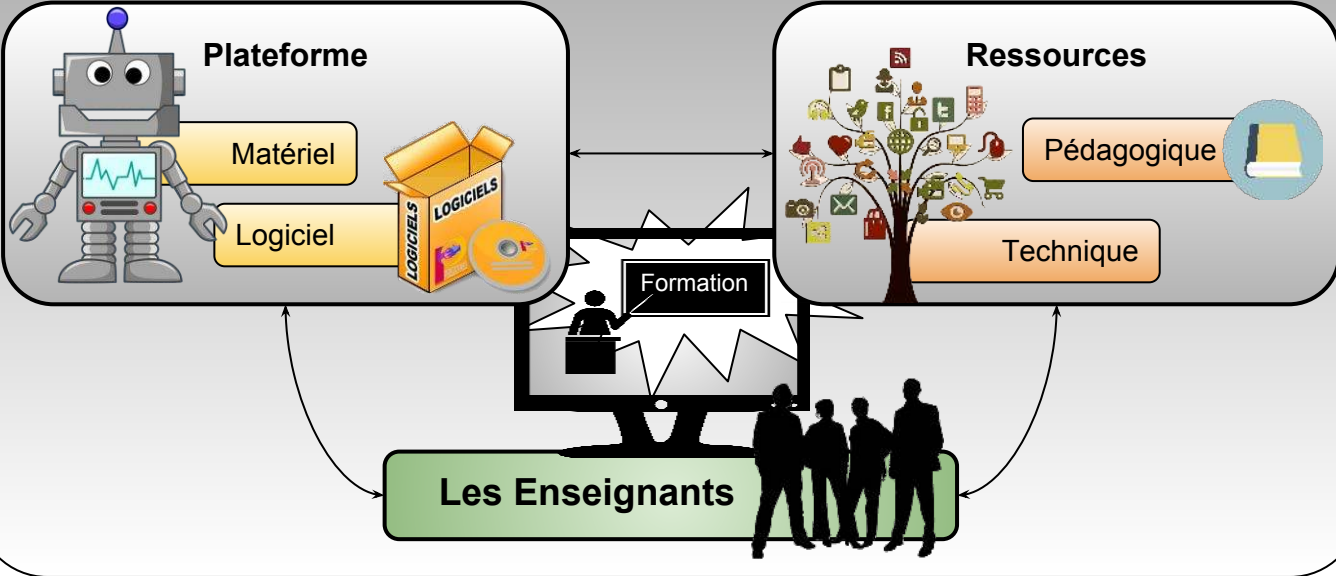 Plateforme
Matériel
Logiciel
LOGICIELS
LOGICIELS
Ressources
Pédagogique
Technique
Formation
Les Enseignants